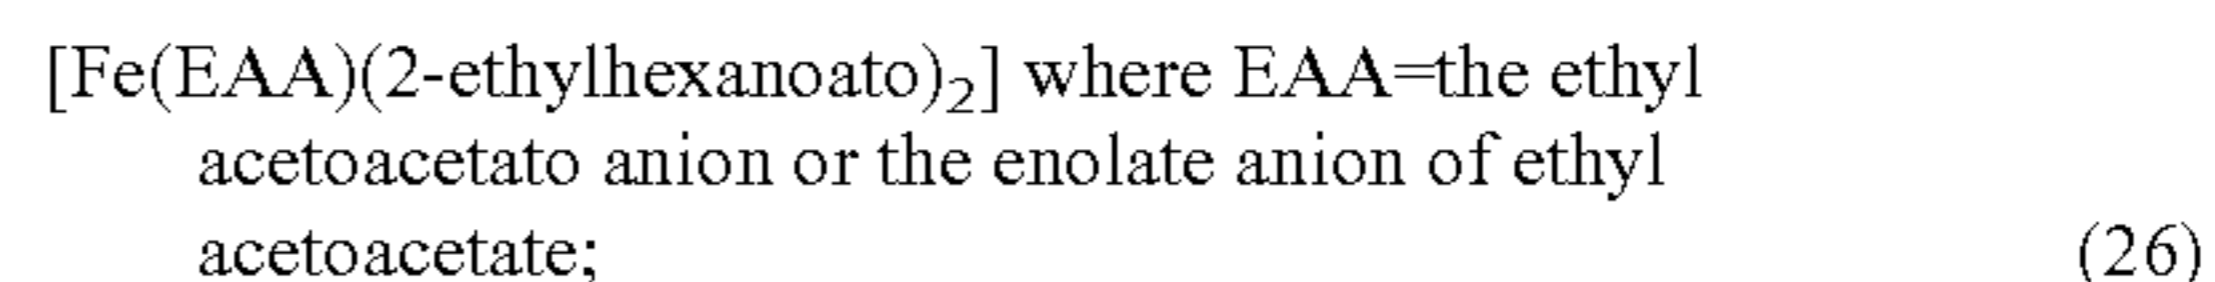 [Fe(EAA)(2-ethylhexanoato)₂] where EAA=the ethyl
acetoacetato anion or the enolate anion of ethyl
acetoacetate; (26)